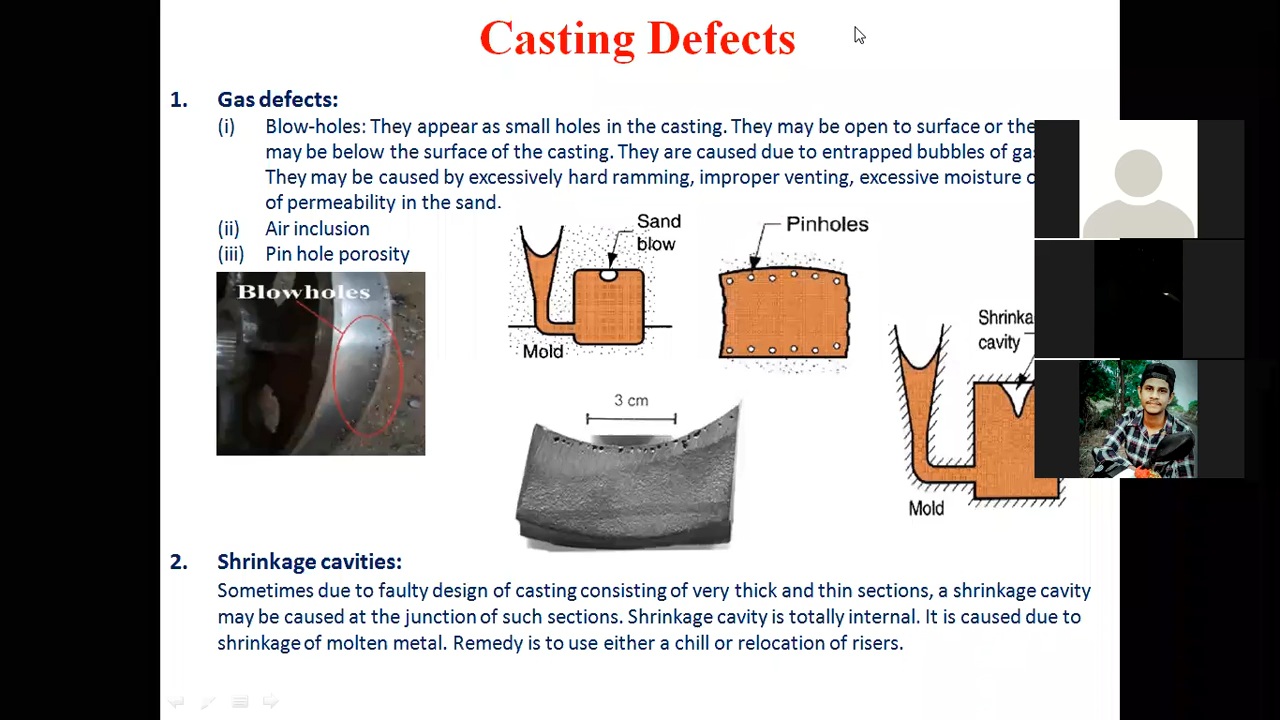 Casting Defects
1. Gas defects:
(i) Blow-holes: They appear as small holes in the casting. They may be open to surface or the
may be below the surface of the casting. They are caused due to entrapped bubbles of
They may be caused by excessively hard ramming, improper venting, excessive moisture
of permeability in the sand.
(ii) Air inclusion
(iii) Pin hole porosity
Sand
blow
Pinholes
Blowholes
Mold
Shrinka
cavity
3 cm
Mold
2. Shrinkage cavities:
Sometimes due to faulty design of casting consisting of very thick and thin sections, a shrinkage cavity
may be caused at the junction of such sections. Shrinkage cavity is totally internal. It is caused due to
shrinkage of molten metal. Remedy is to use either a chill or relocation of risers.